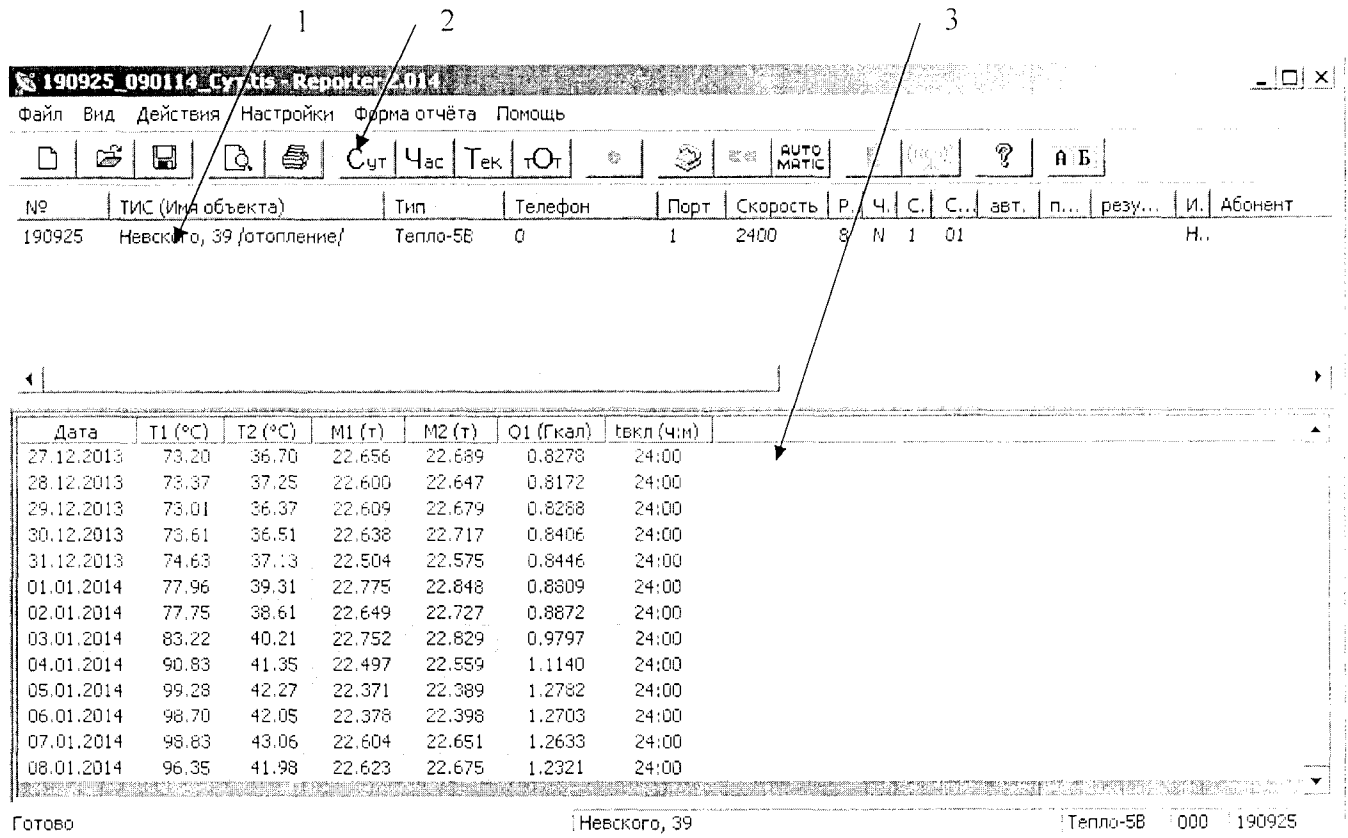 1 2 3
190925_090114_Сут.tis - Reporter 2.014
Файл Вид Действия Настройки Форма отчёта Помощь
Сут Час Тек тОт AUTO MATIC ? А Б
№ ТИС (Имя объекта) Тип Телефон Порт Скорость Р. Ч. С. С... авт. п... резу... И. Абонент
190925 Невского, 39 /отопление/ Тепло-5В 0 1 2400 8 N 1 01 Н..
Дата Т1 (°С) Т2 (°С) М1 (т) М2 (т) Q1 (Гкал) tвкл (ч:м)
27.12.2013 73.20 36.70 22.656 22.689 0.8278 24:00
28.12.2013 73.37 37.25 22.600 22.647 0.8172 24:00
29.12.2013 73.01 36.37 22.609 22.679 0.8288 24:00
30.12.2013 73.61 36.51 22.638 22.717 0.8406 24:00
31.12.2013 74.63 37.13 22.504 22.575 0.8446 24:00
01.01.2014 77.96 39.31 22.775 22.848 0.8809 24:00
02.01.2014 77.75 38.61 22.649 22.727 0.8872 24:00
03.01.2014 83.22 40.21 22.752 22.829 0.9797 24:00
04.01.2014 90.83 41.35 22.497 22.559 1.1140 24:00
05.01.2014 99.28 42.27 22.371 22.389 1.2782 24:00
06.01.2014 98.70 42.05 22.378 22.398 1.2703 24:00
07.01.2014 98.83 43.06 22.604 22.651 1.2633 24:00
08.01.2014 96.35 41.98 22.623 22.675 1.2321 24:00
Готово Невского, 39 Тепло-5В 000 190925